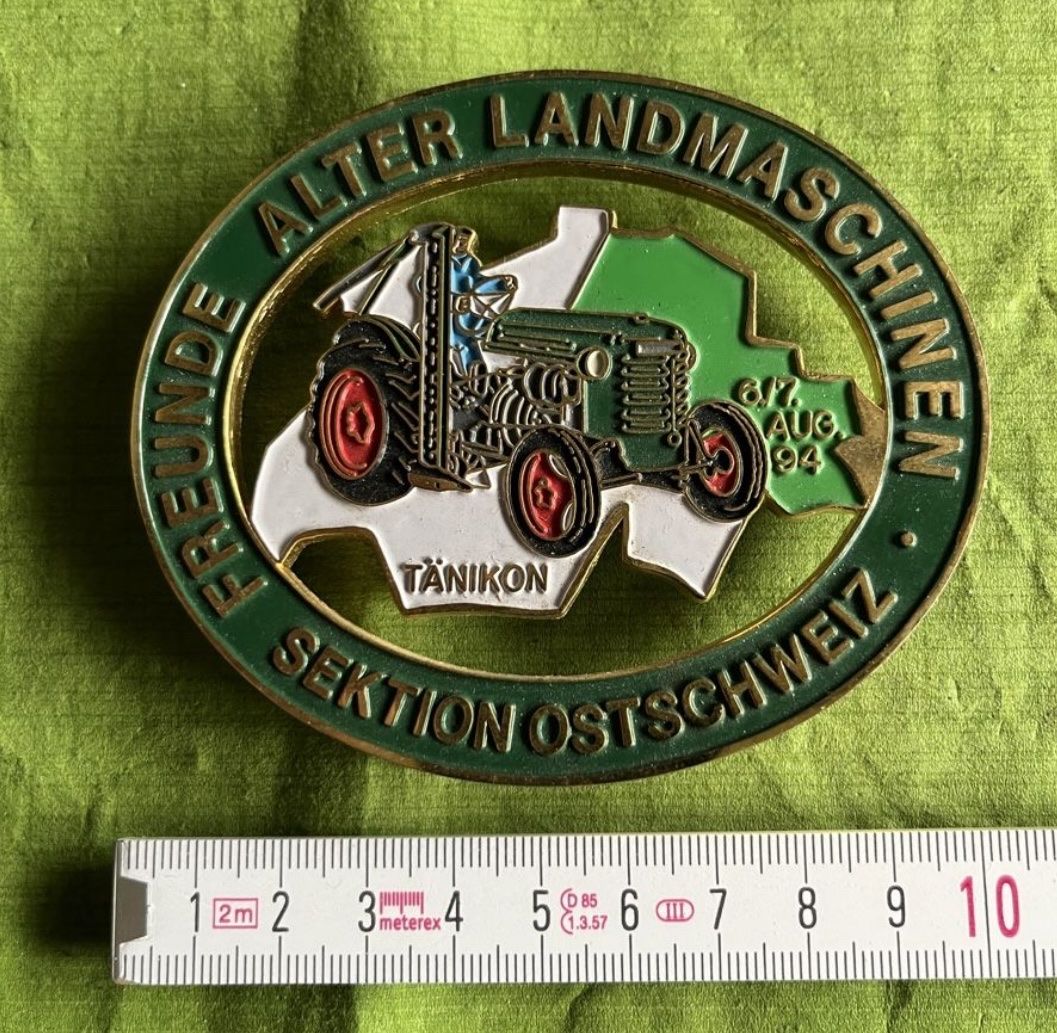 FREUNDE ALTER LANDMASCHINEN ·
6/7.
AUG.
94
TÄNIKON
SEKTION OSTSCHWEIZ
1 2m 2 3 meterex 4 5 D 85 1.3.57 6 III 7 8 9 10